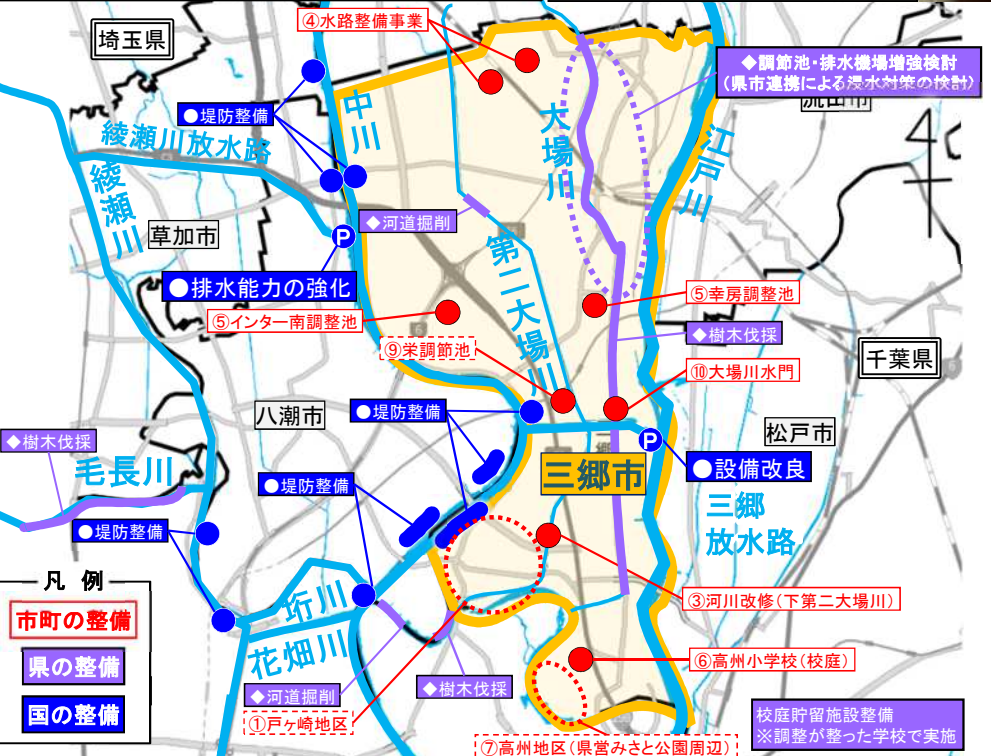 ④水路整備事業
埼玉県
◆調節池・排水機場増強検討
(県市連携による浸水対策の検討)
流山市
●堤防整備
中川
大場川
江戸川
綾瀬川放水路
綾瀬川
草加市
◆河道掘削
P
●排水能力の強化
第二大場川
⑤インター南調整池
⑤幸房調整池
⑨栄調節池
◆樹木伐採
千葉県
⑩大場川水門
八潮市
●堤防整備
松戸市
P
◆樹木伐採
毛長川
三郷市
●設備改良
●堤防整備
三郷
放水路
●堤防整備
凡 例
市町の整備
県の整備
国の整備
垳川
花畑川
③河川改修(下第二大場川)
⑥高州小学校(校庭)
◆河道掘削
◆樹木伐採
①戸ヶ崎地区
⑦高州地区(県営みさと公園周辺)
校庭貯留施設整備
※調整が整った学校で実施